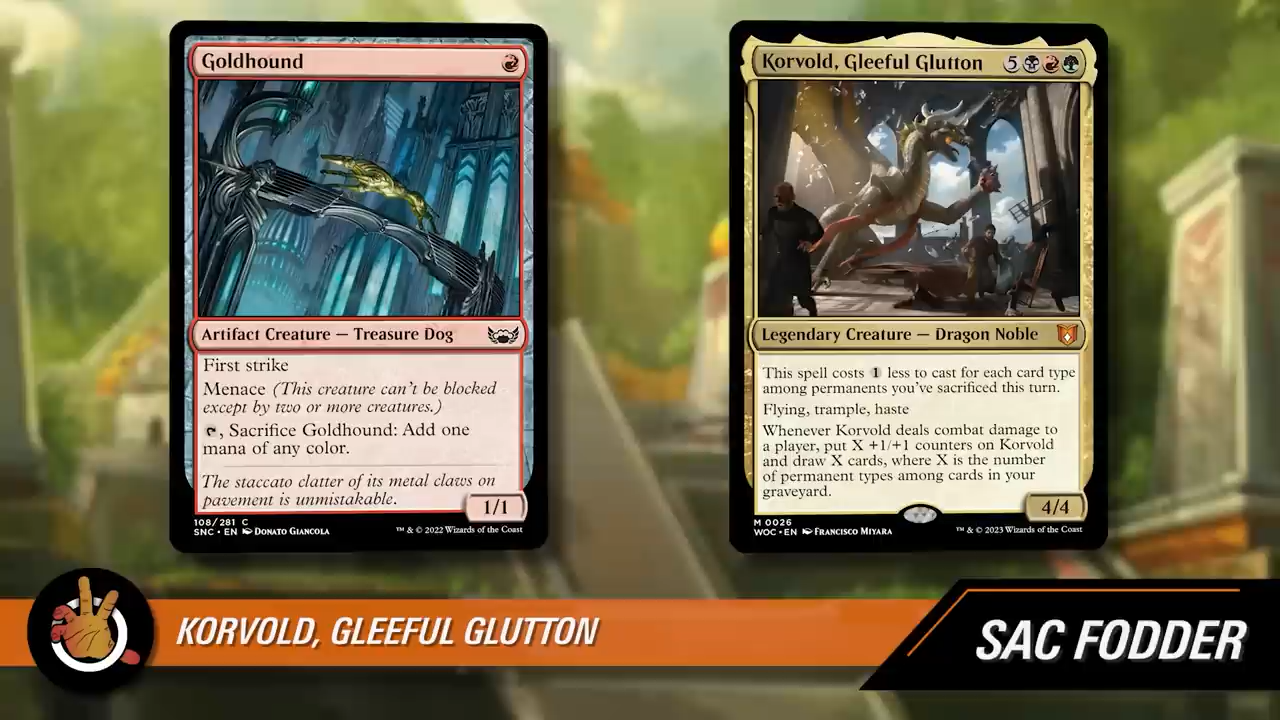 Goldhound
Artifact Creature — Treasure Dog
First strike
Menace (This creature can't be blocked
except by two or more creatures.)
, Sacrifice Goldhound: Add one
mana of any color.
The staccato clatter of its metal claws on
pavement is unmistakable.
1/1
108/281 C
SNC • EN Donato Giancola
™ & © 2022 Wizards of the Coast
Korvold, Gleeful Glutton 5
Legendary Creature — Dragon Noble
This spell costs 1 less to cast for each card type
among permanents you've sacrificed this turn.
Flying, trample, haste
Whenever Korvold deals combat damage to
a player, put X +1/+1 counters on Korvold
and draw X cards, where X is the number
of permanent types among cards in your
graveyard.
4/4
M 0026
WOC • EN Francisco Miyara
™ & © 2023 Wizards of the Coast
KORVOLD, GLEEFUL GLUTTON
SAC FODDER